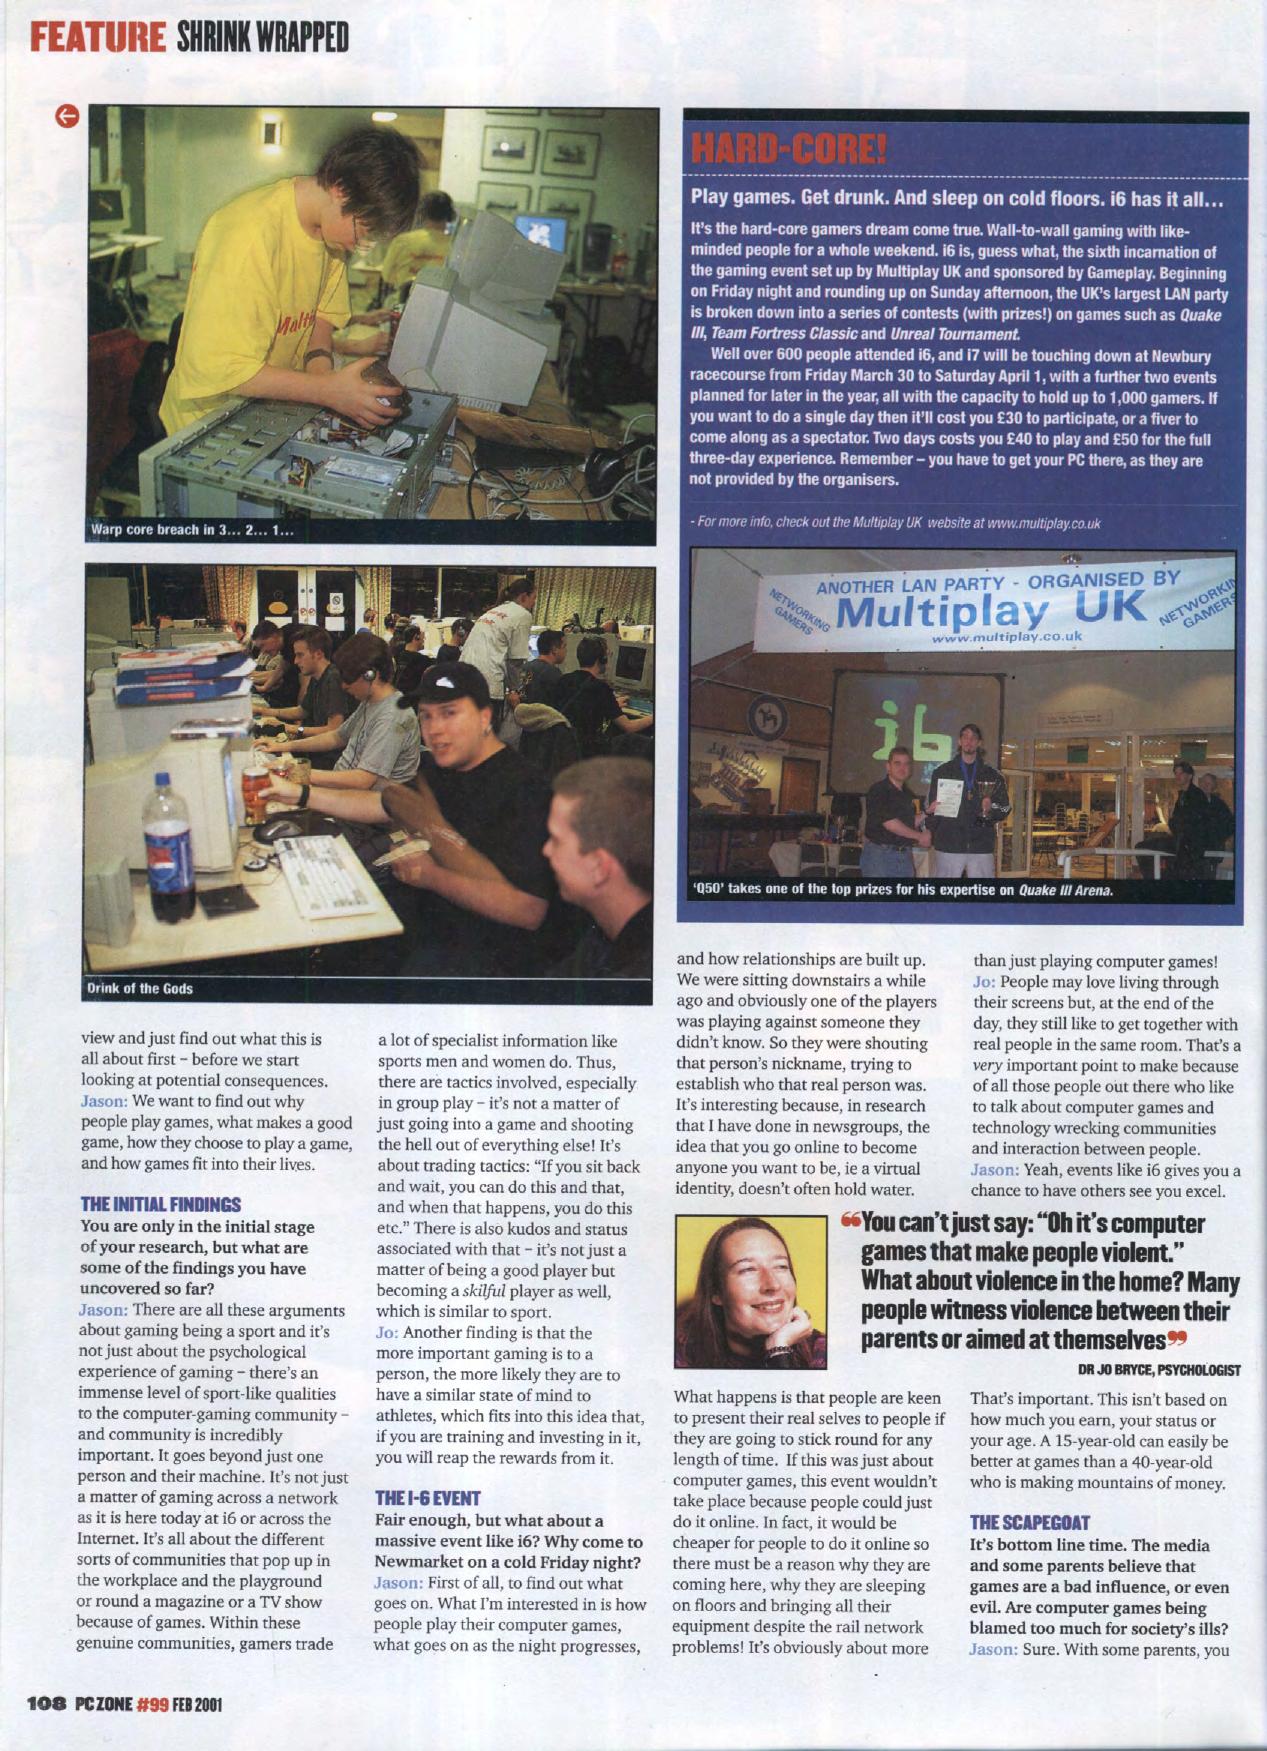 FEATURE SHRINK WRAPPED
Multi
Warp core breach in 3... 2... 1...
Drink of the Gods
HARD-CORE!
Play games. Get drunk. And sleep on cold floors. i6 has it all...
It's the hard-core gamers dream come true. Wall-to-wall gaming with like-
minded people for a whole weekend. i6 is, guess what, the sixth incarnation of
the gaming event set up by Multiplay UK and sponsored by Gameplay. Beginning
on Friday night and rounding up on Sunday afternoon, the UK's largest LAN party
is broken down into a series of contests (with prizes!) on games such as Quake
III, Team Fortress Classic and Unreal Tournament.
Well over 600 people attended i6, and i7 will be touching down at Newbury
racecourse from Friday March 30 to Saturday April 1, with a further two events
planned for later in the year, all with the capacity to hold up to 1,000 gamers. If
you want to do a single day then it'll cost you £30 to participate, or a fiver to
come along as a spectator. Two days costs you £40 to play and £50 for the full
three-day experience. Remember – you have to get your PC there, as they are
not provided by the organisers.
- For more info, check out the Multiplay UK website at www.multiplay.co.uk
ANOTHER LAN PARTY - ORGANISED BY
NETWORKING
GAMERS
Multiplay UK
NETWORKIN
GAMERS
www.multiplay.co.uk
i6
'Q50' takes one of the top prizes for his expertise on Quake III Arena.
view and just find out what this is
all about first – before we start
looking at potential consequences.
Jason: We want to find out why
people play games, what makes a good
game, how they choose to play a game,
and how games fit into their lives.
THE INITIAL FINDINGS
You are only in the initial stage
of your research, but what are
some of the findings you have
uncovered so far?
Jason: There are all these arguments
about gaming being a sport and it's
not just about the psychological
experience of gaming – there's an
immense level of sport-like qualities
to the computer-gaming community –
and community is incredibly
important. It goes beyond just one
person and their machine. It's not just
a matter of gaming across a network
as it is here today at i6 or across the
Internet. It's all about the different
sorts of communities that pop up in
the workplace and the playground
or round a magazine or a TV show
because of games. Within these
genuine communities, gamers trade
a lot of specialist information like
sports men and women do. Thus,
there are tactics involved, especially
in group play – it's not a matter of
just going into a game and shooting
the hell out of everything else! It's
about trading tactics: "If you sit back
and wait, you can do this and that,
and when that happens, you do this
etc." There is also kudos and status
associated with that – it's not just a
matter of being a good player but
becoming a skilful player as well,
which is similar to sport.
Jo: Another finding is that the
more important gaming is to a
person, the more likely they are to
have a similar state of mind to
athletes, which fits into this idea that,
if you are training and investing in it,
you will reap the rewards from it.
THE I-6 EVENT
Fair enough, but what about a
massive event like i6? Why come to
Newmarket on a cold Friday night?
Jason: First of all, to find out what
goes on. What I'm interested in is how
people play their computer games,
what goes on as the night progresses,
and how relationships are built up.
We were sitting downstairs a while
ago and obviously one of the players
was playing against someone they
didn't know. So they were shouting
that person's nickname, trying to
establish who that real person was.
It's interesting because, in research
that I have done in newsgroups, the
idea that you go online to become
anyone you want to be, ie a virtual
identity, doesn't often hold water.
What happens is that people are keen
to present their real selves to people if
they are going to stick round for any
length of time. If this was just about
computer games, this event wouldn't
take place because people could just
do it online. In fact, it would be
cheaper for people to do it online so
there must be a reason why they are
coming here, why they are sleeping
on floors and bringing all their
equipment despite the rail network
problems! It's obviously about more
than just playing computer games!
Jo: People may love living through
their screens but, at the end of the
day, they still like to get together with
real people in the same room. That's a
very important point to make because
of all those people out there who like
to talk about computer games and
technology wrecking communities
and interaction between people.
Jason: Yeah, events like i6 gives you a
chance to have others see you excel.
“You can't just say: “Oh it's computer
games that make people violent.”
What about violence in the home? Many
people witness violence between their
parents or aimed at themselves”
DR JO BRYCE, PSYCHOLOGIST
That's important. This isn't based on
how much you earn, your status or
your age. A 15-year-old can easily be
better at games than a 40-year-old
who is making mountains of money.
THE SCAPEGOAT
It's bottom line time. The media
and some parents believe that
games are a bad influence, or even
evil. Are computer games being
blamed too much for society's ills?
Jason: Sure. With some parents, you
108 PC ZONE #99 FEB 2001